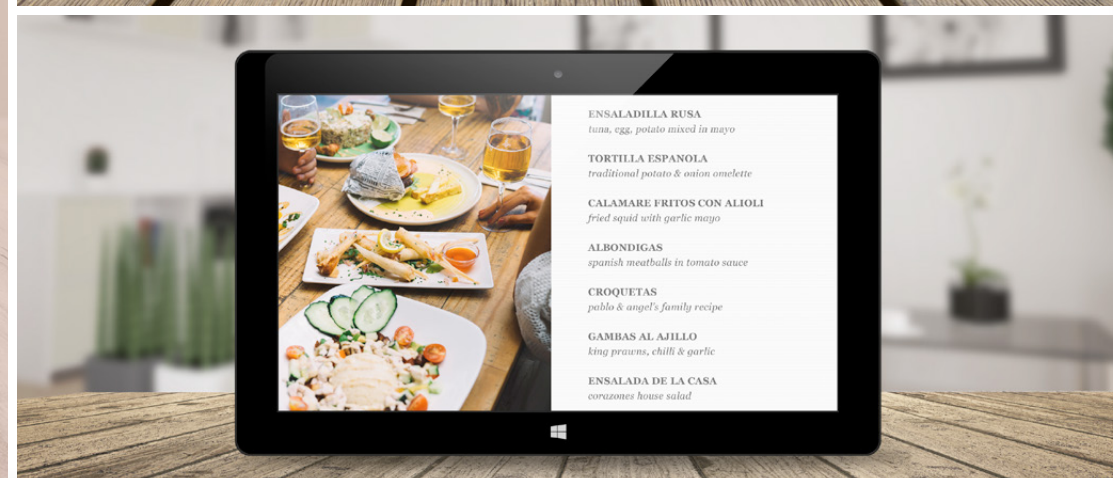 ENSALADILLA RUSA
tuna, egg, potato mixed in mayo
TORTILLA ESPANOLA
traditional potato & onion omelette
CALAMARE FRITOS CON ALIOLI
fried squid with garlic mayo
ALBONDIGAS
spanish meatballs in tomato sauce
CROQUETAS
pablo & angel's family recipe
GAMBAS AL AJILLO
king prawns, chilli & garlic
ENSALADA DE LA CASA
corazones house salad